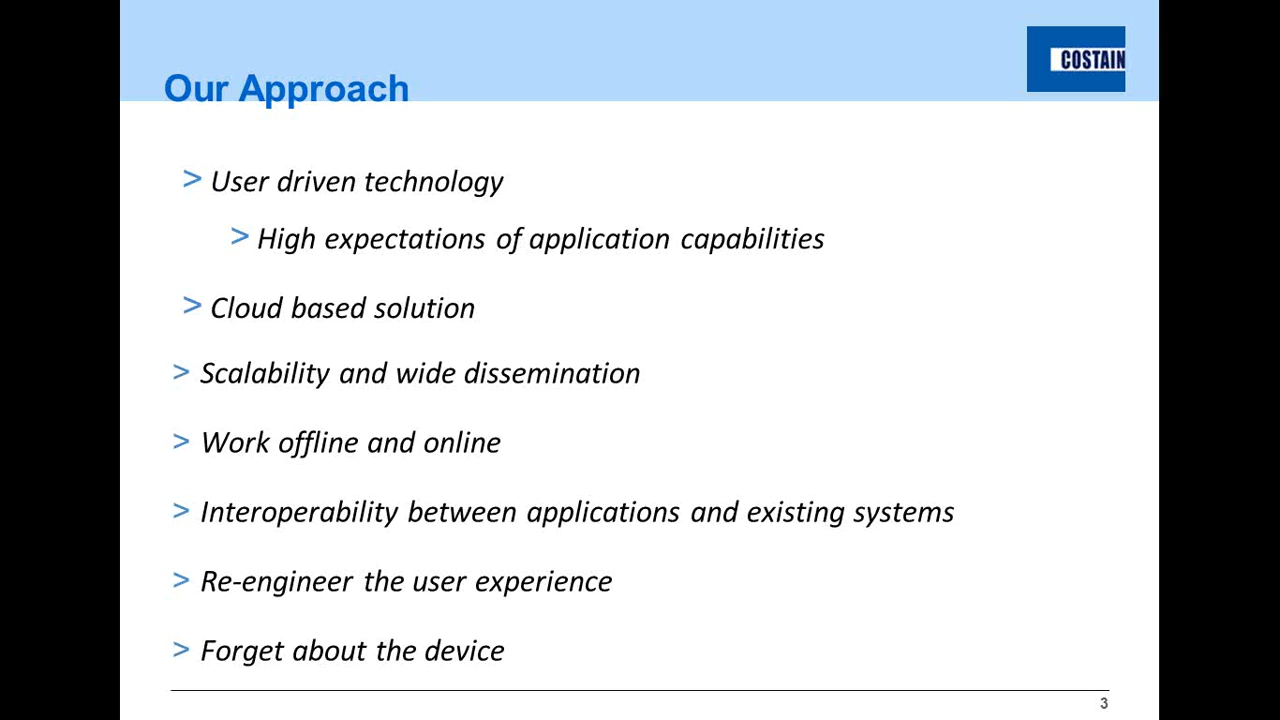 COSTAIN
Our Approach
> User driven technology
> High expectations of application capabilities
> Cloud based solution
> Scalability and wide dissemination
> Work offline and online
> Interoperability between applications and existing systems
> Re-engineer the user experience
> Forget about the device
3